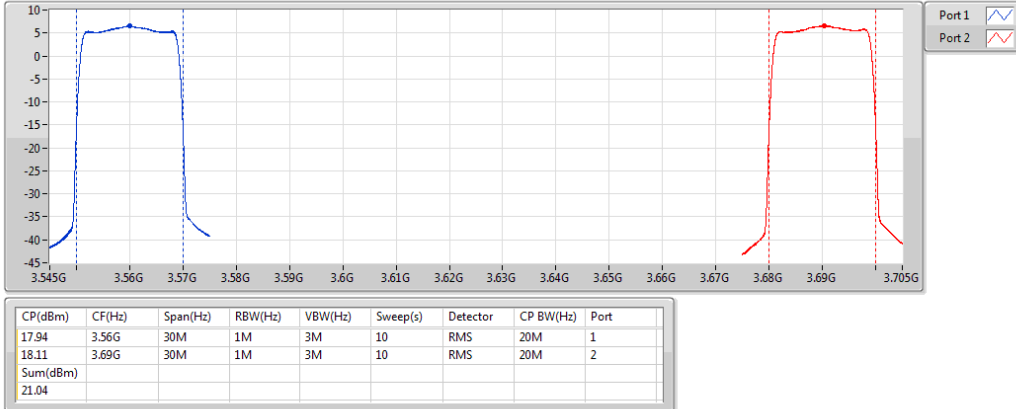 10
5
0
-5
-10
-15
-20
-25
-30
-35
-40
-45
3.545G 3.56G 3.57G 3.58G 3.59G 3.6G 3.61G 3.62G 3.63G 3.64G 3.65G 3.66G 3.67G 3.68G 3.69G 3.705G
Port 1
Port 2
CP(dBm) CF(Hz) Span(Hz) RBW(Hz) VBW(Hz) Sweep(s) Detector CP BW(Hz) Port
17.94 3.56G 30M 1M 3M 10 RMS 20M 1
18.11 3.69G 30M 1M 3M 10 RMS 20M 2
Sum(dBm)
21.04